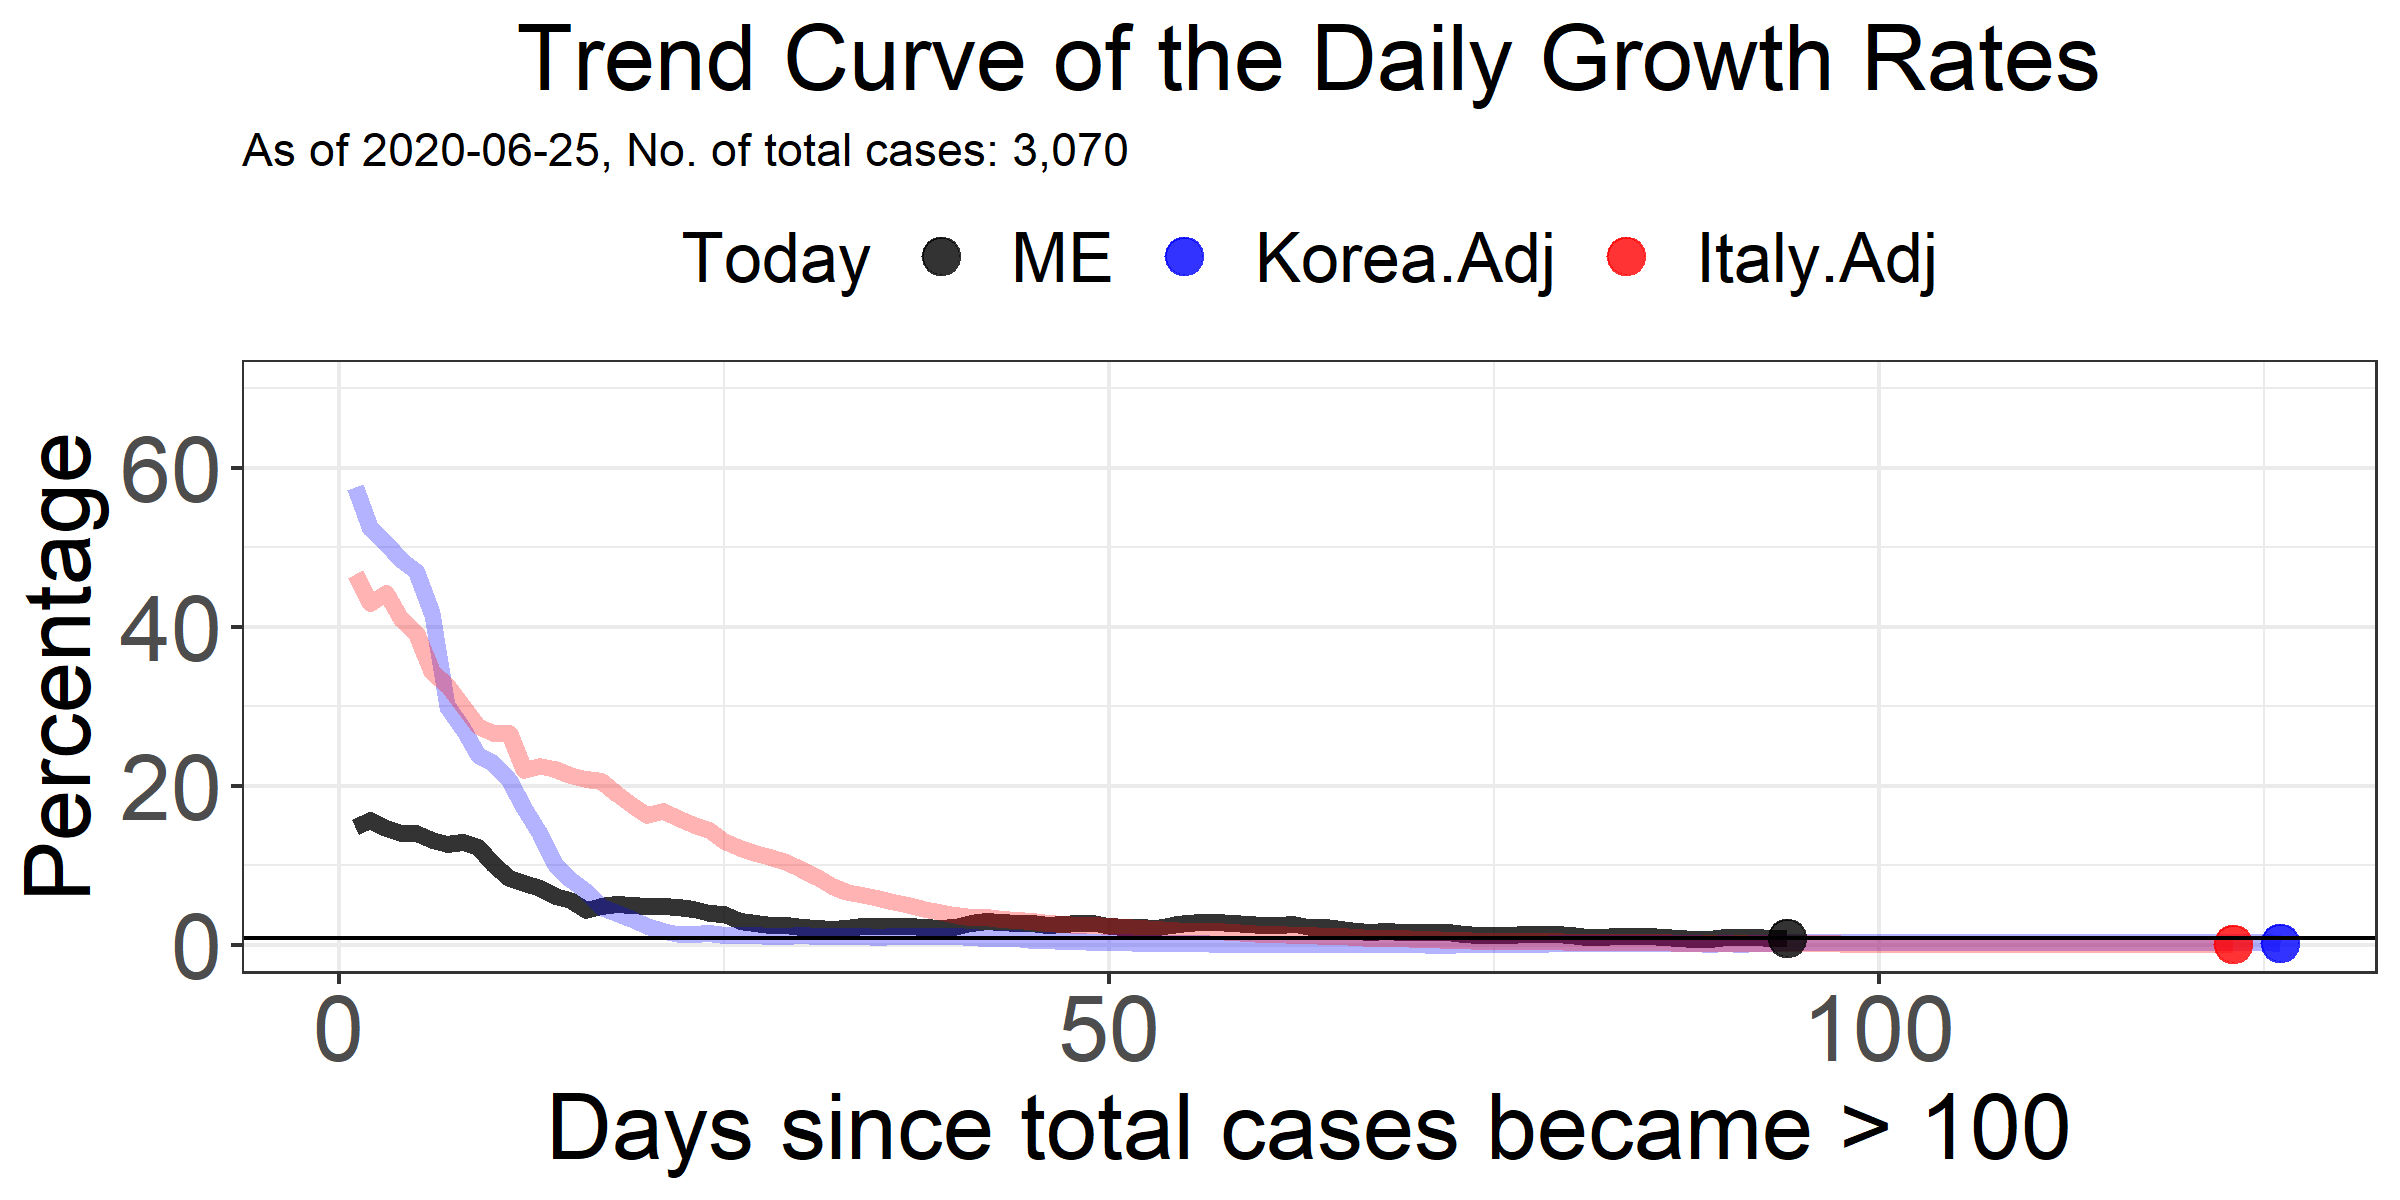 Trend Curve of the Daily Growth Rates
As of 2020-06-25, No. of total cases: 3,070
Today ME Korea.Adj Italy.Adj
Percentage
60
40
20
0
0 50 100
Days since total cases became > 100